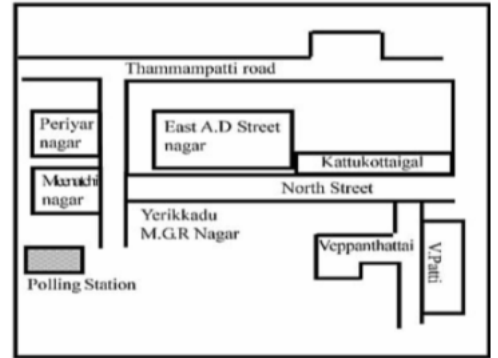 Thammampatti road
Periyar
nagar
East A.D Street
nagar
Kattukottaigal
Meenatchi
nagar
North Street
Yerikkadu
M.G.R Nagar
Veppanthattai
V.Patti
Polling Station